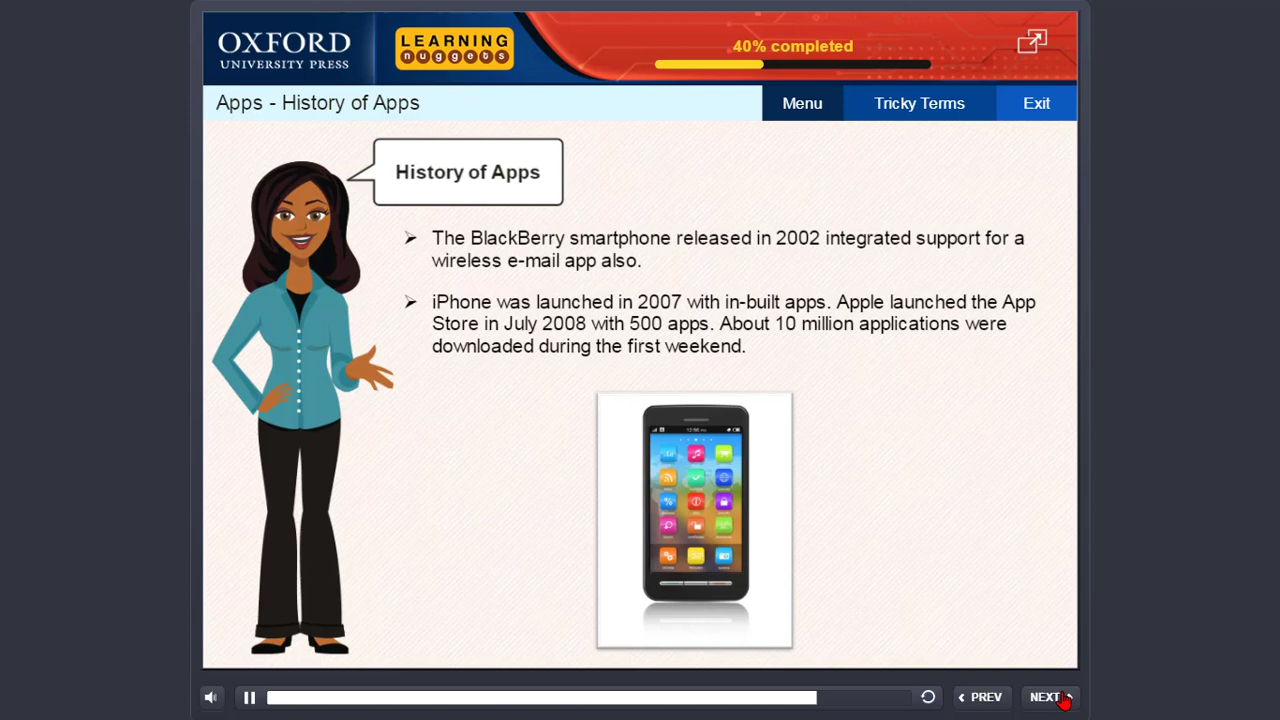 OXFORD
UNIVERSITY PRESS
LEARNING
nuggets
40% completed
Apps - History of Apps
Menu
Tricky Terms
Exit
History of Apps
The BlackBerry smartphone released in 2002 integrated support for a
wireless e-mail app also.
iPhone was launched in 2007 with in-built apps. Apple launched the App
Store in July 2008 with 500 apps. About 10 million applications were
downloaded during the first weekend.
PREV
NEXT